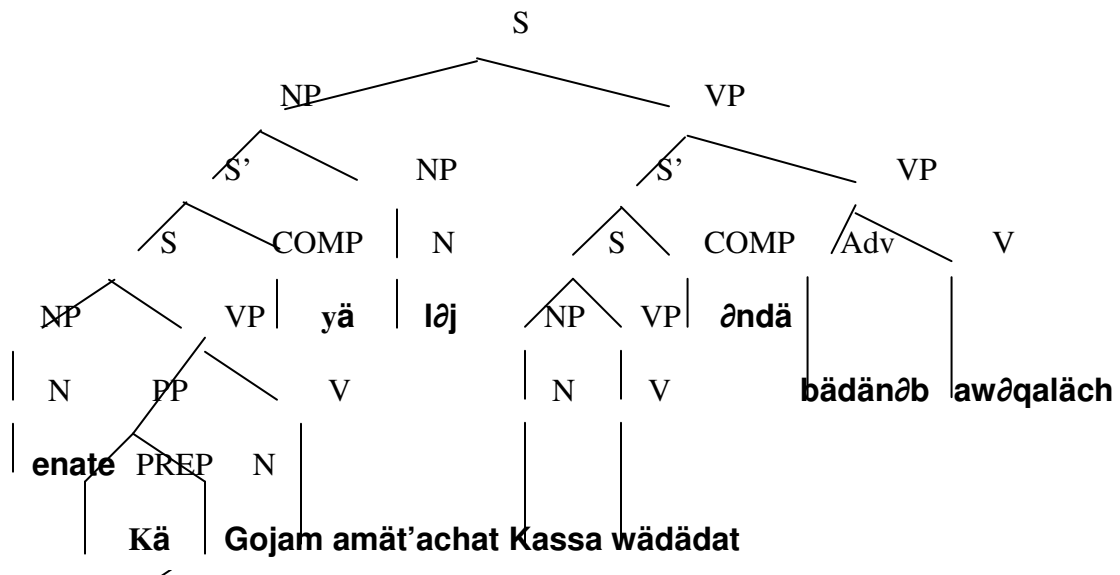 S
NP VP
S’ NP S’ VP
S COMP N S COMP Adv V
NP VP yä l∂j NP VP ∂ndä
N PP V N V bädän∂b aw∂qaläch
enate PREP N
Kä Gojam amät'achat Kassa wädädat